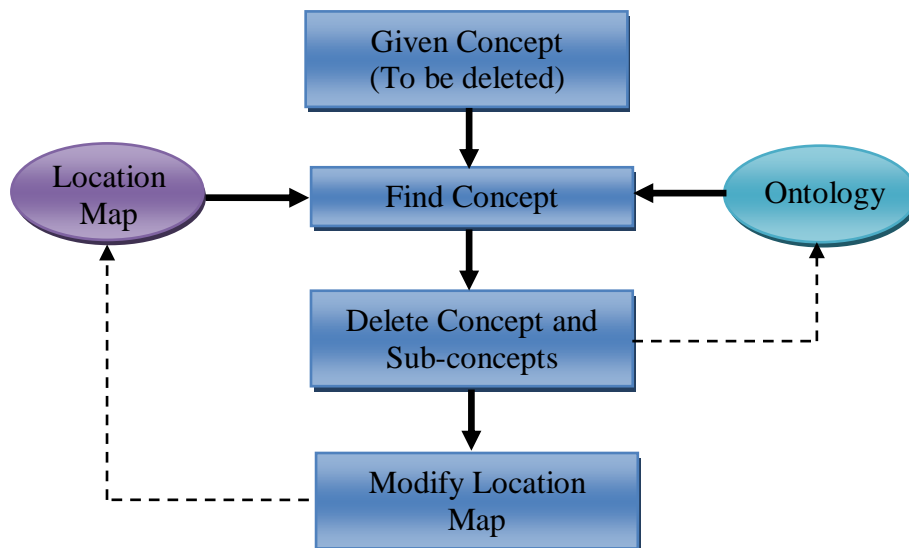 Given Concept
(To be deleted)
Location
Map
Find Concept
Ontology
Delete Concept and
Sub-concepts
Modify Location
Map